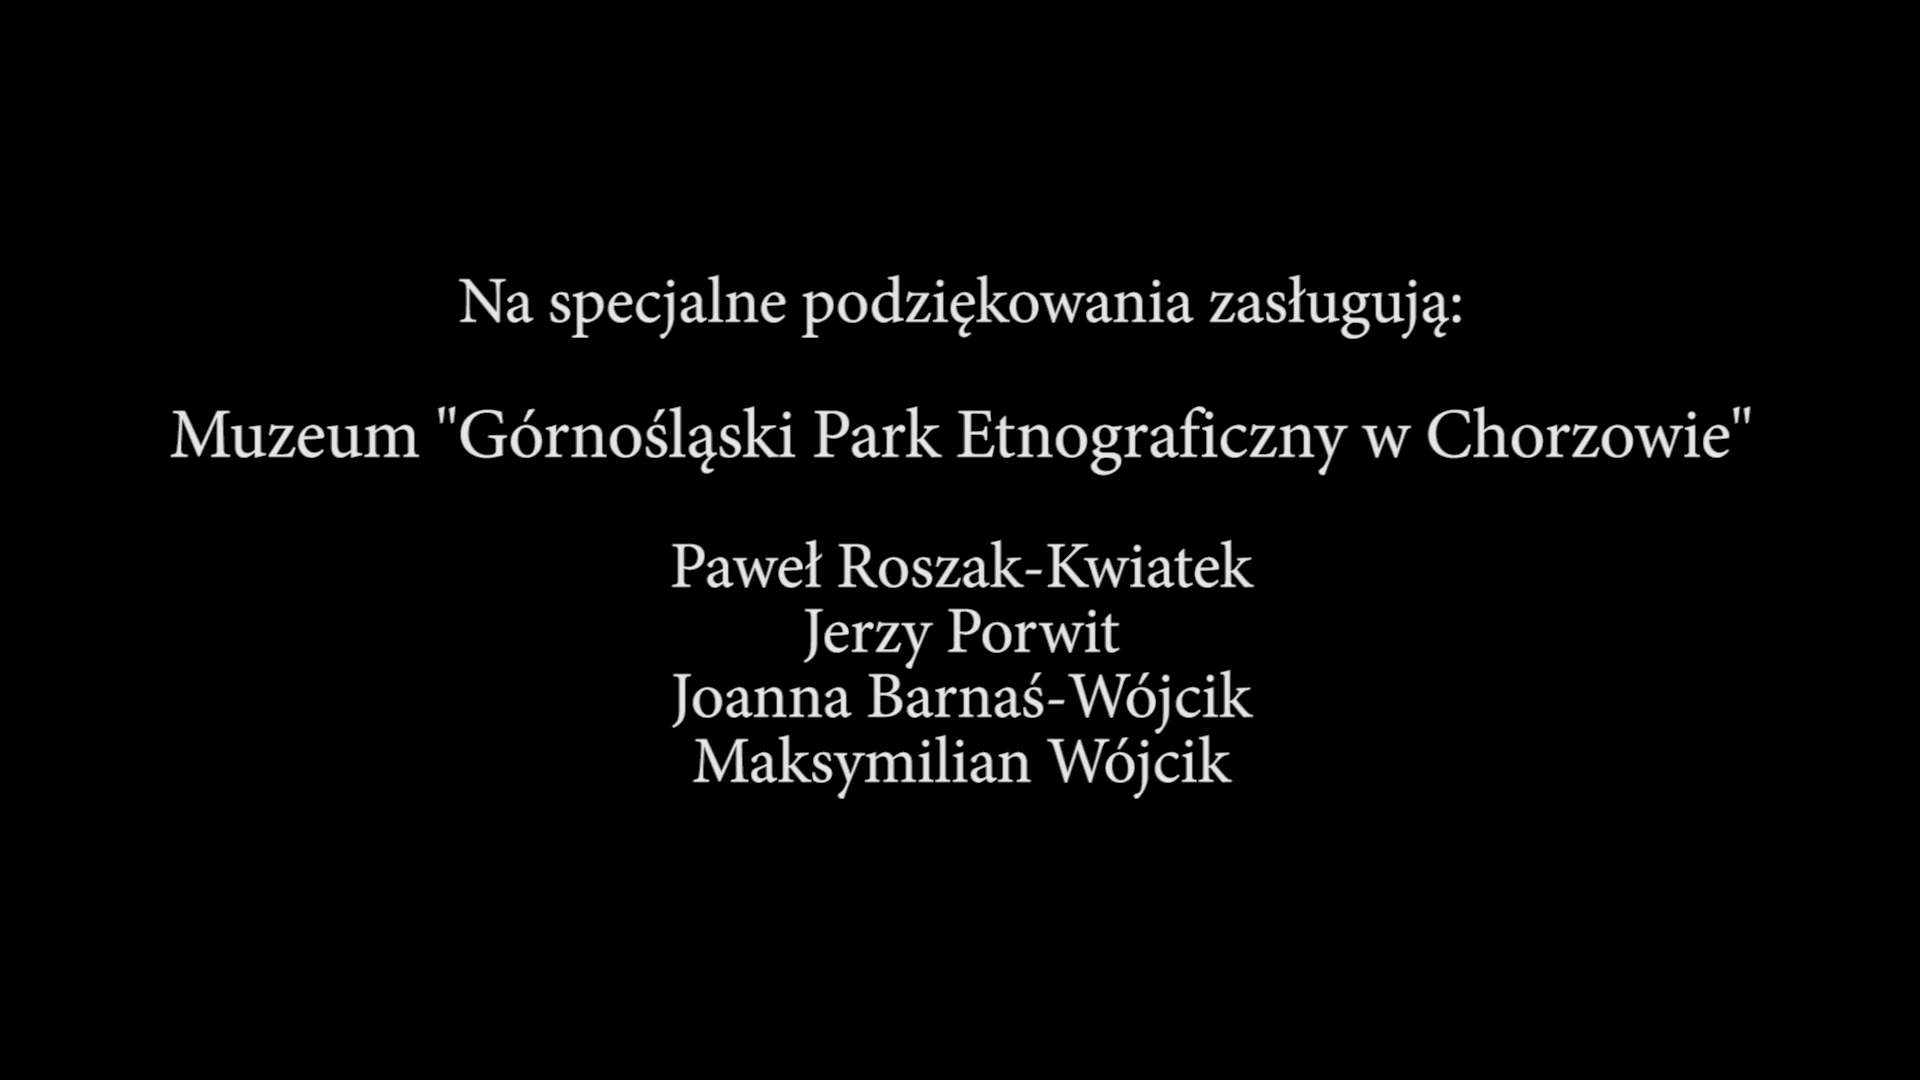 Na specjalne podziękowania zasługują:
Muzeum "Górnośląski Park Etnograficzny w Chorzowie"
Paweł Roszak-Kwiatek
Jerzy Porwit
Joanna Barnaś-Wójcik
Maksymilian Wójcik